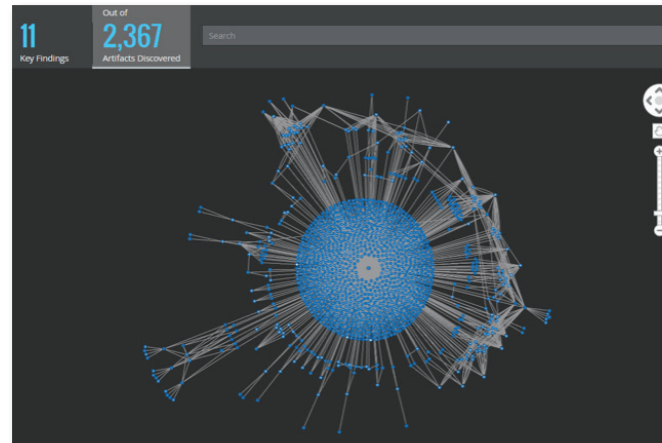 11
Key Findings
Out of
2,367
Artifacts Discovered
Search